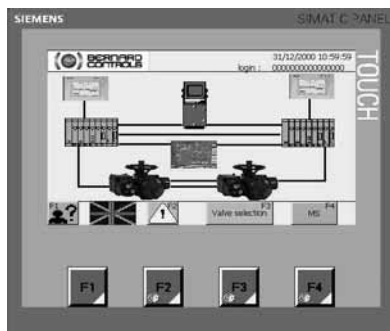 SIEMENS
SIMATIC PANEL
TOUCH
BERNARD CONTROLS
31/12/2000 10:59:59
login : 0000000000000000
F1
?
F2
!
F3
Valve selection
F4
MS
F1
F2
F3
F4